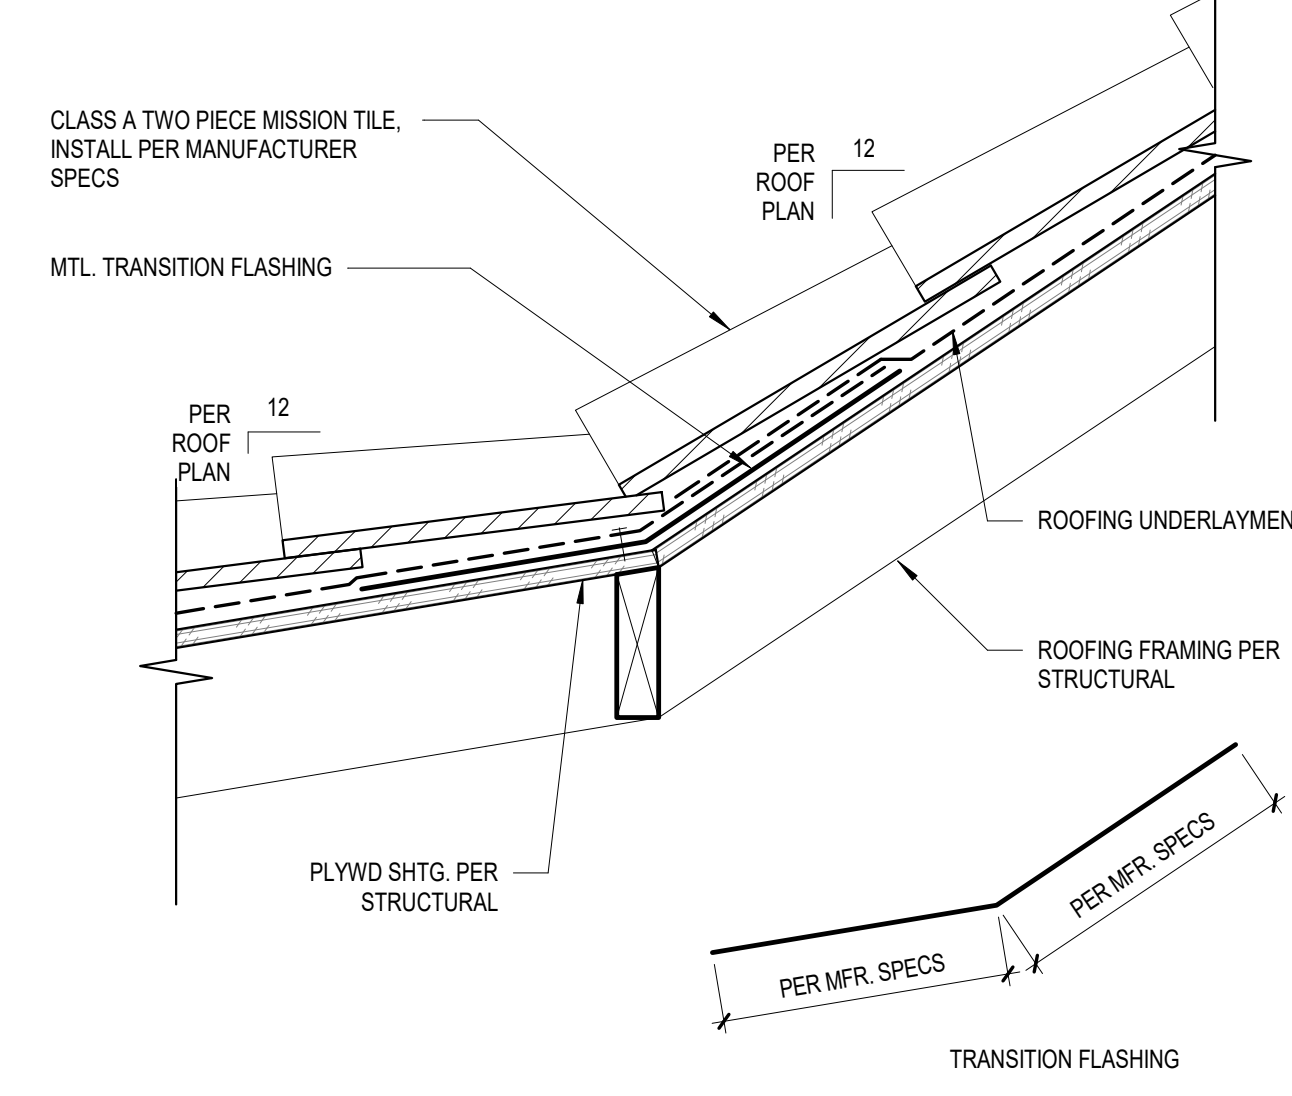 CLASS A TWO PIECE MISSION TILE,
INSTALL PER MANUFACTURER
SPECS
PER
ROOF
PLAN
12
MTL. TRANSITION FLASHING
PER
ROOF
PLAN
12
ROOFING UNDERLAYMEN
ROOFING FRAMING PER
STRUCTURAL
PLYWD SHTG. PER
STRUCTURAL
PER MFR. SPECS
PER MFR. SPECS
TRANSITION FLASHING